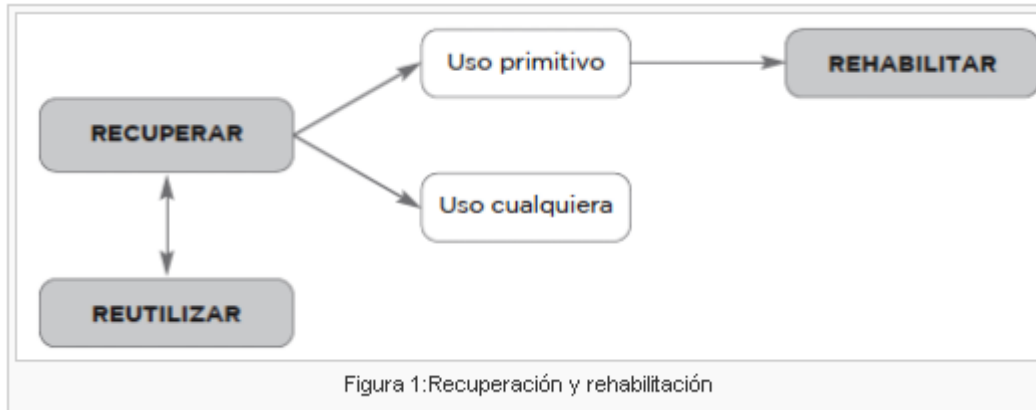 Uso primitivo
REHABILITAR
RECUPERAR
Uso cualquiera
REUTILIZAR
Figura 1:Recuperación y rehabilitación